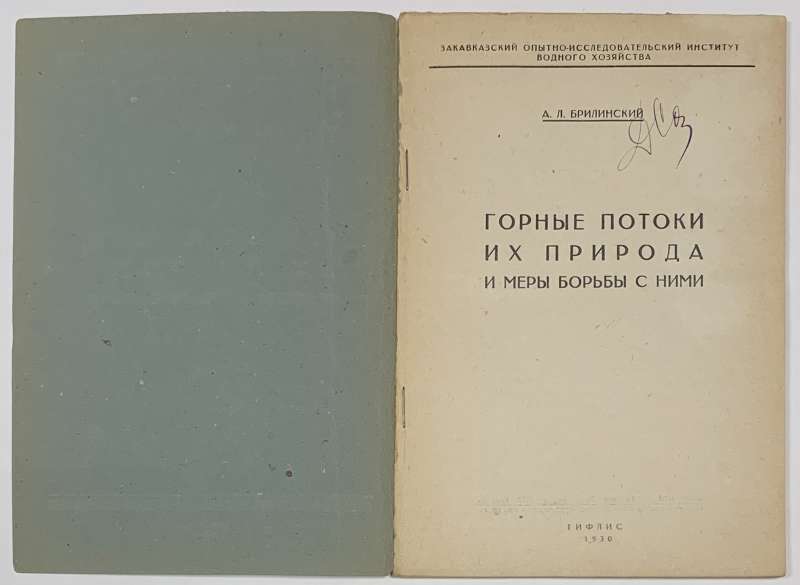 ЗАКАВКАЗСКИЙ ОПЫТНО-ИССЛЕДОВАТЕЛЬСКИЙ ИНСТИТУТ
ВОДНОГО ХОЗЯЙСТВА
А. Л. БРИЛИНСКИЙ
ГОРНЫЕ ПОТОКИ
ИХ ПРИРОДА
И МЕРЫ БОРЬБЫ С НИМИ
ТИФЛИС
1930